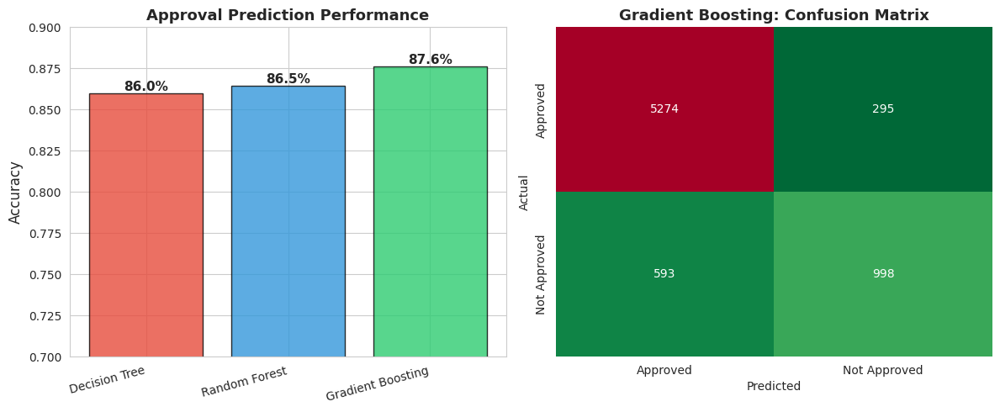 Approval Prediction Performance
Accuracy
0.900
0.875
0.850
0.825
0.800
0.775
0.750
0.725
0.700
86.0%
86.5%
87.6%
Decision Tree
Random Forest
Gradient Boosting
Gradient Boosting: Confusion Matrix
Actual
Approved
Not Approved
5274
295
593
998
Approved
Not Approved
Predicted